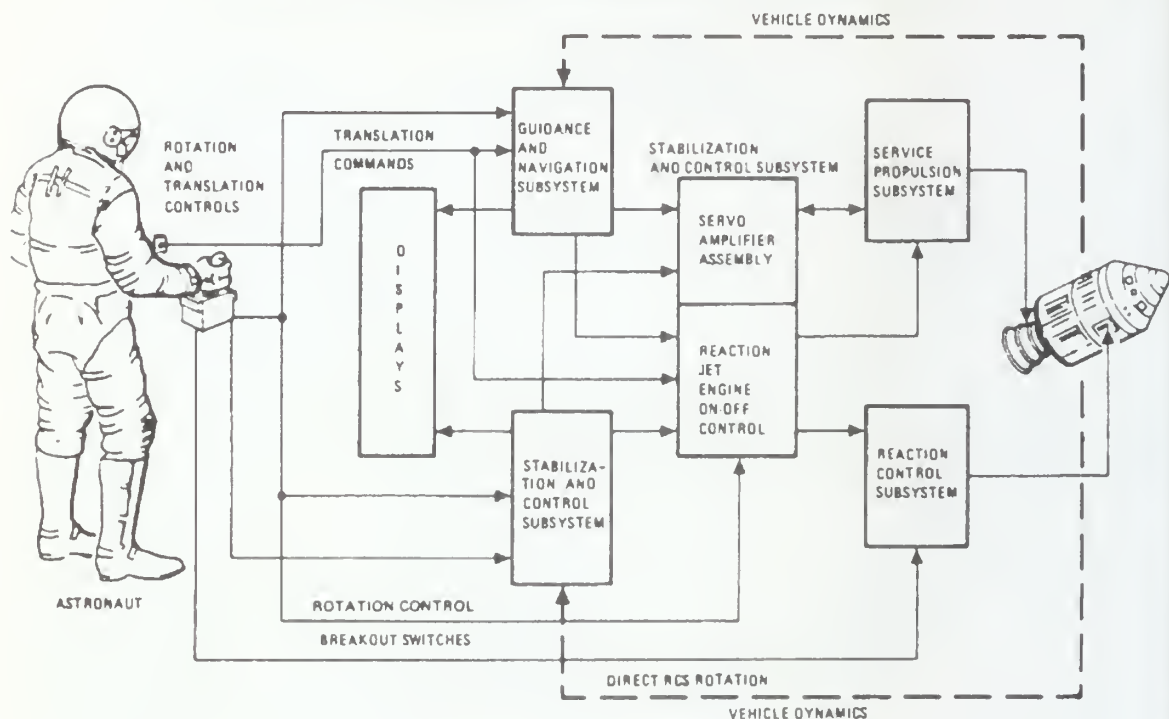 VEHICLE DYNAMICS
ROTATION
AND
TRANSLATION
CONTROLS
TRANSLATION
COMMANDS
GUIDANCE
AND
NAVIGATION
SUBSYSTEM
STABILIZATION
AND CONTROL SUBSYSTEM
SERVICE
PROPULSION
SUBSYSTEM
DISPLAYS
SERVO
AMPLIFIER
ASSEMBLY
REACTION
JET
ENGINE
ON-OFF
CONTROL
STABILIZA-
TION AND
CONTROL
SUBSYSTEM
REACTION
CONTROL
SUBSYSTEM
ASTRONAUT
ROTATION CONTROL
BREAKOUT SWITCHES
DIRECT RCS ROTATION
VEHICLE DYNAMICS